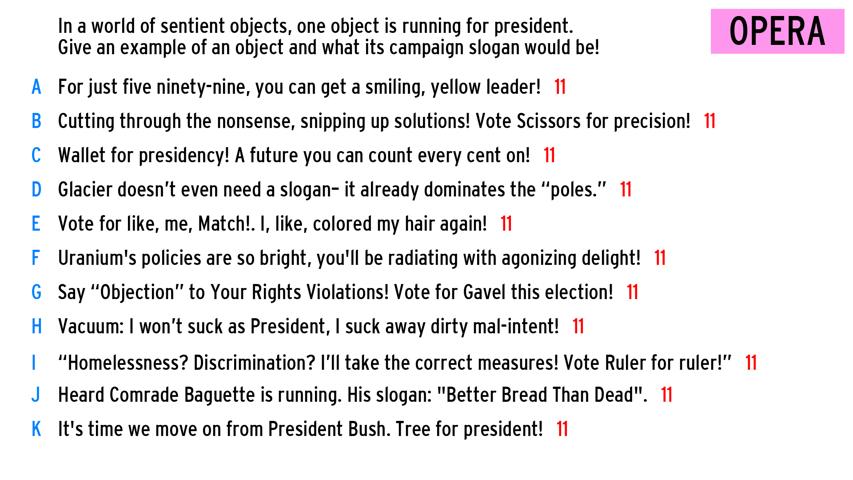 In a world of sentient objects, one object is running for president.
Give an example of an object and what its campaign slogan would be!
OPERA
A For just five ninety-nine, you can get a smiling, yellow leader! 11
B Cutting through the nonsense, snipping up solutions! Vote Scissors for precision! 11
C Wallet for presidency! A future you can count every cent on! 11
D Glacier doesn’t even need a slogan– it already dominates the “poles.” 11
E Vote for like, me, Match!. I, like, colored my hair again! 11
F Uranium's policies are so bright, you'll be radiating with agonizing delight! 11
G Say “Objection” to Your Rights Violations! Vote for Gavel this election! 11
H Vacuum: I won’t suck as President, I suck away dirty mal-intent! 11
I “Homelessness? Discrimination? I’ll take the correct measures! Vote Ruler for ruler!” 11
J Heard Comrade Baguette is running. His slogan: "Better Bread Than Dead". 11
K It's time we move on from President Bush. Tree for president! 11